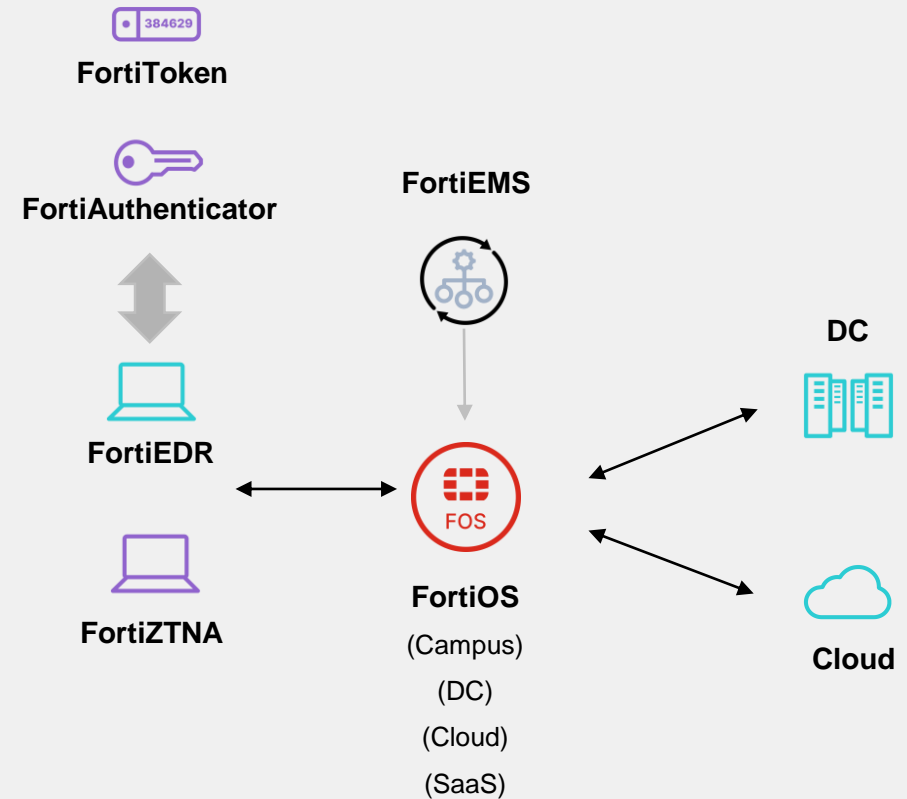 384629
FortiToken
FortiAuthenticator
FortiEMS
FortiEDR
FortiZTNA
FOS
FortiOS
(Campus)
(DC)
(Cloud)
(SaaS)
DC
Cloud